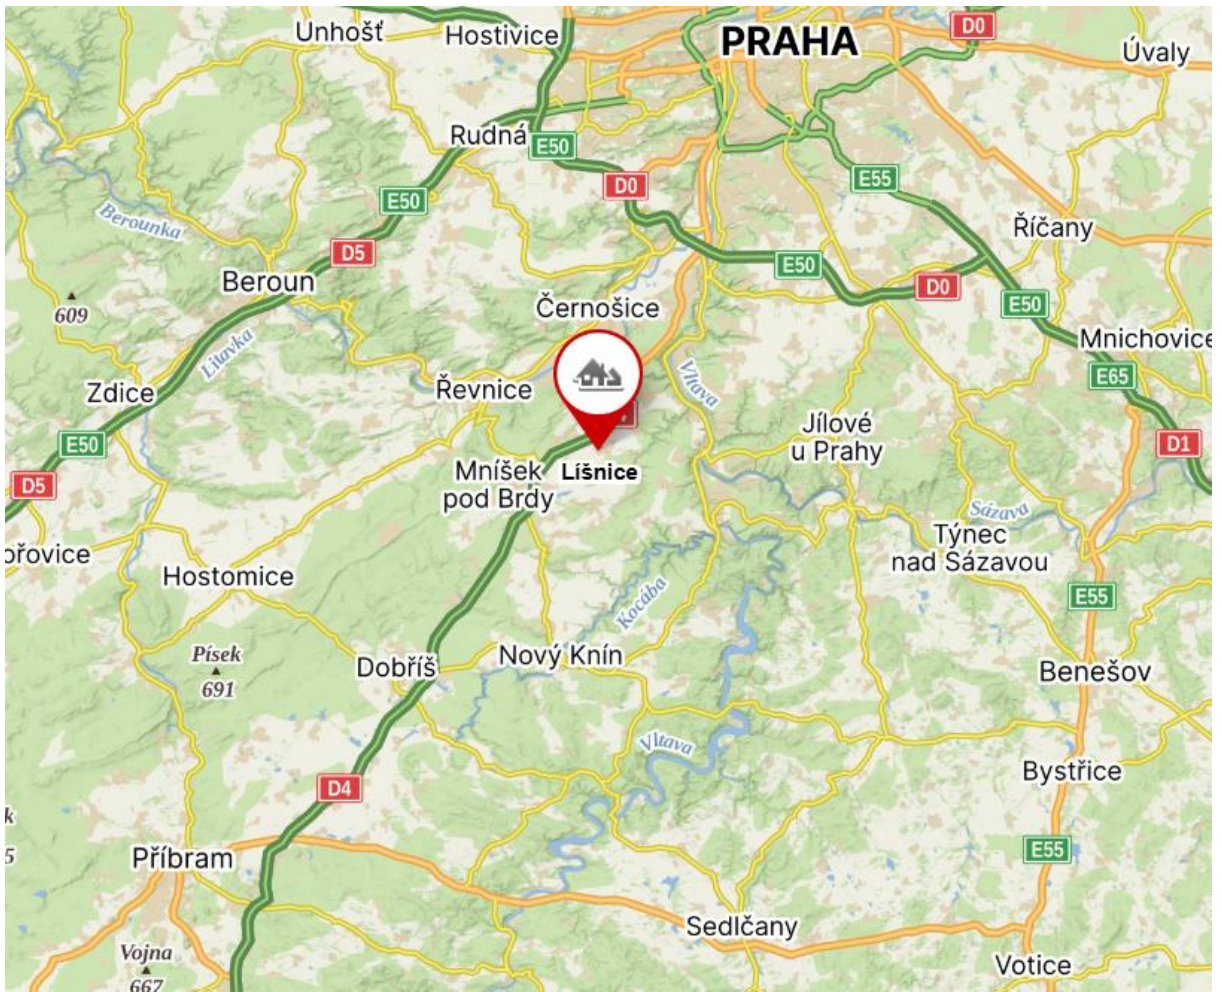 Unhošť
Hostivice
PRAHA
D0
Úvaly
Rudná
E50
D0
E55
E50
Berounka
Říčany
D5
E50
Beroun
D0
E50
609
Černošice
Mnichovice
Litavka
Vltava
E65
Zdice
Řevnice
E50
Jílové
u Prahy
D1
D5
Mníšek
pod Brdy
Líšnice
Sázava
Týnec
nad Sázavou
ořovice
Hostomice
Kocába
E55
Písek
691
Dobříš
Nový Knín
Benešov
Vltava
Bystřice
D4
k
5
Příbram
E55
Sedlčany
Vojna
667
Votice